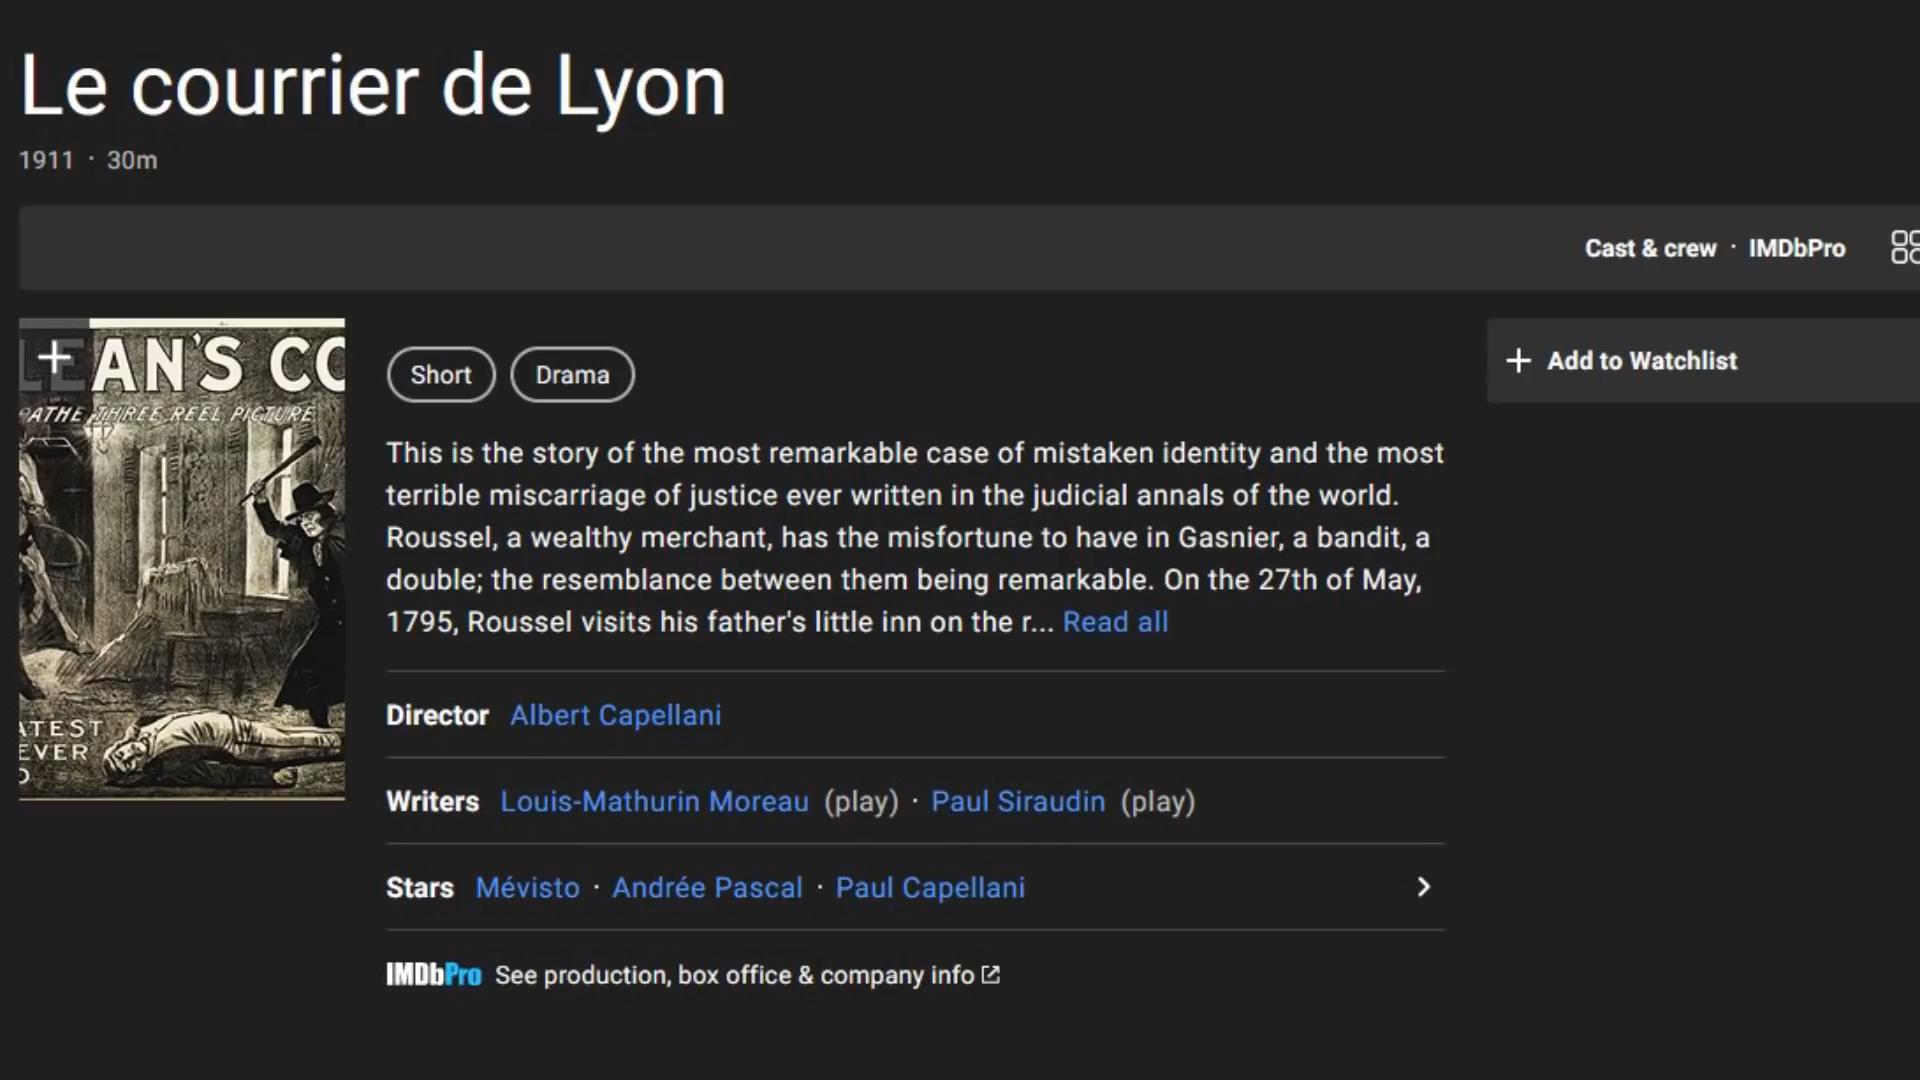 Le courrier de Lyon
1911 · 30m
Cast & crew · IMDbPro
AN'S CO
PATHE THREE REEL PICTURE
ATEST
EVER
Short Drama
Add to Watchlist
This is the story of the most remarkable case of mistaken identity and the most
terrible miscarriage of justice ever written in the judicial annals of the world.
Roussel, a wealthy merchant, has the misfortune to have in Gasnier, a bandit, a
double; the resemblance between them being remarkable. On the 27th of May,
1795, Roussel visits his father's little inn on the r... Read all
Director Albert Capellani
Writers Louis-Mathurin Moreau (play) · Paul Siraudin (play)
Stars Mévisto · Andrée Pascal · Paul Capellani
IMDbPro See production, box office & company info